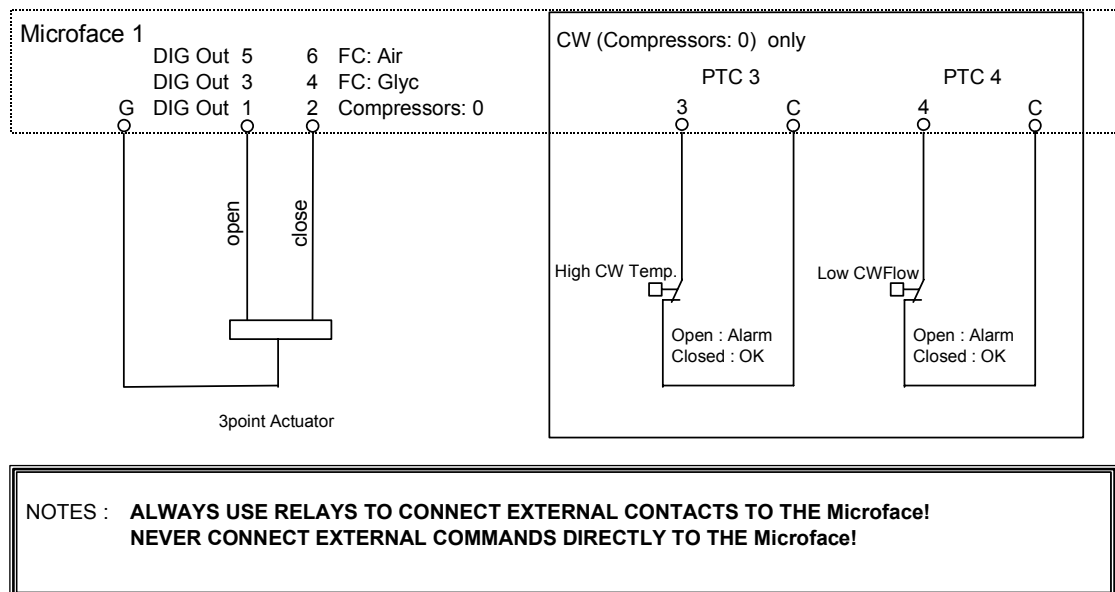 Microface 1
DIG Out 5 6 FC: Air
DIG Out 3 4 FC: Glyc
G DIG Out 1 2 Compressors: 0
open
close
3point Actuator
CW (Compressors: 0) only
PTC 3 PTC 4
3 C 4 C
High CW Temp.
Open : Alarm
Closed : OK
Low CWFlow
Open : Alarm
Closed : OK
NOTES : ALWAYS USE RELAYS TO CONNECT EXTERNAL CONTACTS TO THE Microface!
NEVER CONNECT EXTERNAL COMMANDS DIRECTLY TO THE Microface!